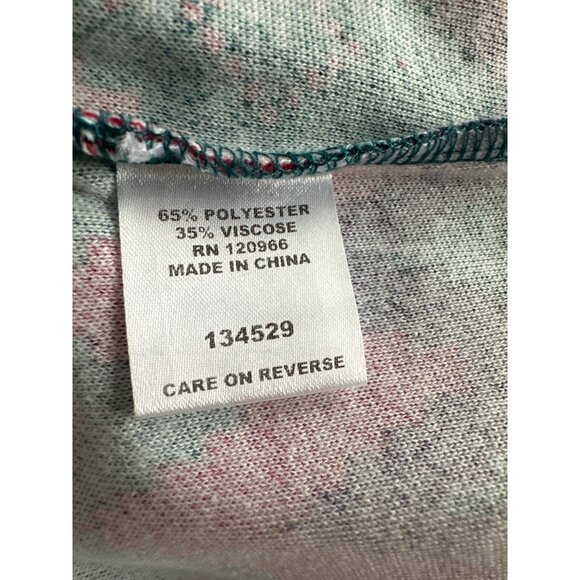 65% POLYESTER
35% VISCOSE
RN 120966
MADE IN CHINA
134529
CARE ON REVERSE